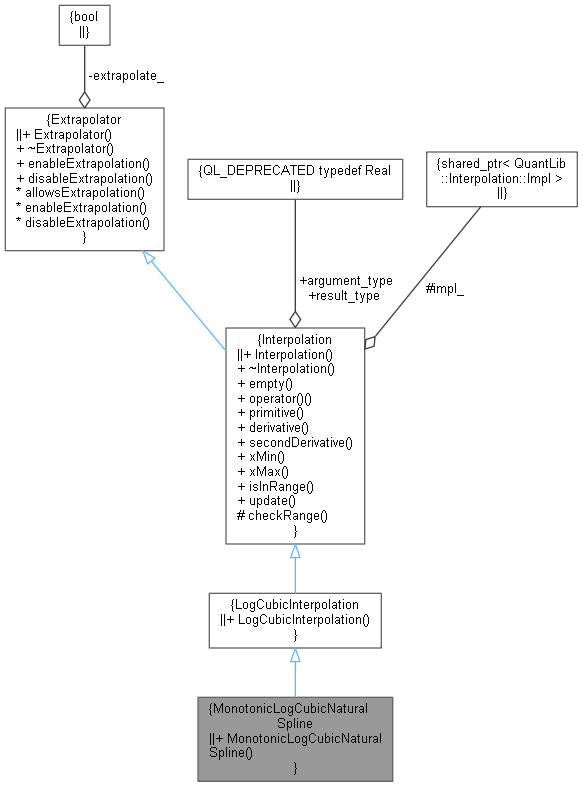 {bool
||}
-extrapolate_
{Extrapolator
||+ Extrapolator()
+ ~Extrapolator()
+ enableExtrapolation()
+ disableExtrapolation()
* allowsExtrapolation()
* enableExtrapolation()
* disableExtrapolation()
}
{QL_DEPRECATED typedef Real
||}
{shared_ptr< QuantLib
::Interpolation::Impl >
||}
+argument_type
+result_type
#impl_
{Interpolation
||+ Interpolation()
+ ~Interpolation()
+ empty()
+ operator()()
+ primitive()
+ derivative()
+ secondDerivative()
+ xMin()
+ xMax()
+ isInRange()
+ update()
# checkRange()
}
{LogCubicInterpolation
||+ LogCubicInterpolation()
}
{MonotonicLogCubicNatural
Spline
||+ MonotonicLogCubicNatural
Spline()
}